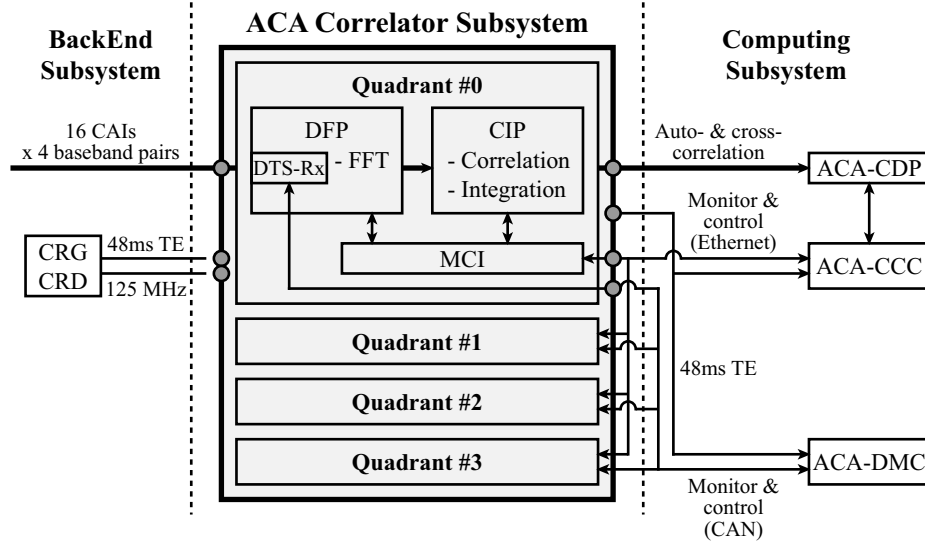 BackEnd
Subsystem
ACA Correlator Subsystem
Computing
Subsystem
Quadrant #0
16 CAIs
x 4 baseband pairs
DFP
- FFT
DTS-Rx
CIP
- Correlation
- Integration
Auto- & cross-
correlation
ACA-CDP
Monitor &
control
(Ethernet)
CRG
CRD
48ms TE
125 MHz
MCI
ACA-CCC
Quadrant #1
48ms TE
Quadrant #2
Quadrant #3
ACA-DMC
Monitor &
control
(CAN)